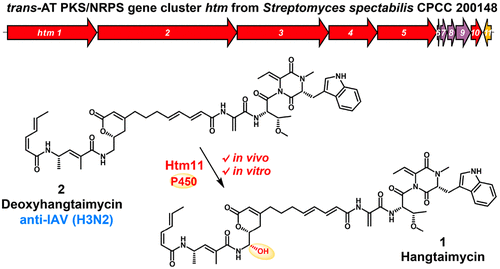 trans-AT PKS/NRPS gene cluster htm from Streptomyces spectabilis CPCC 200148
htm 1 2 3 4 5 6 7 8 9 10 11
O O N N
O O O N N H
O N H O
N H O N H O
O N H O
2
Deoxyhangtaimycin
anti-IAV (H3N2)
Htm11
P450
✓ in vivo
✓ in vitro
O O N N
O O O N N H
O N H O
N H O N H O
OH
O N H O
1
Hangtaimycin